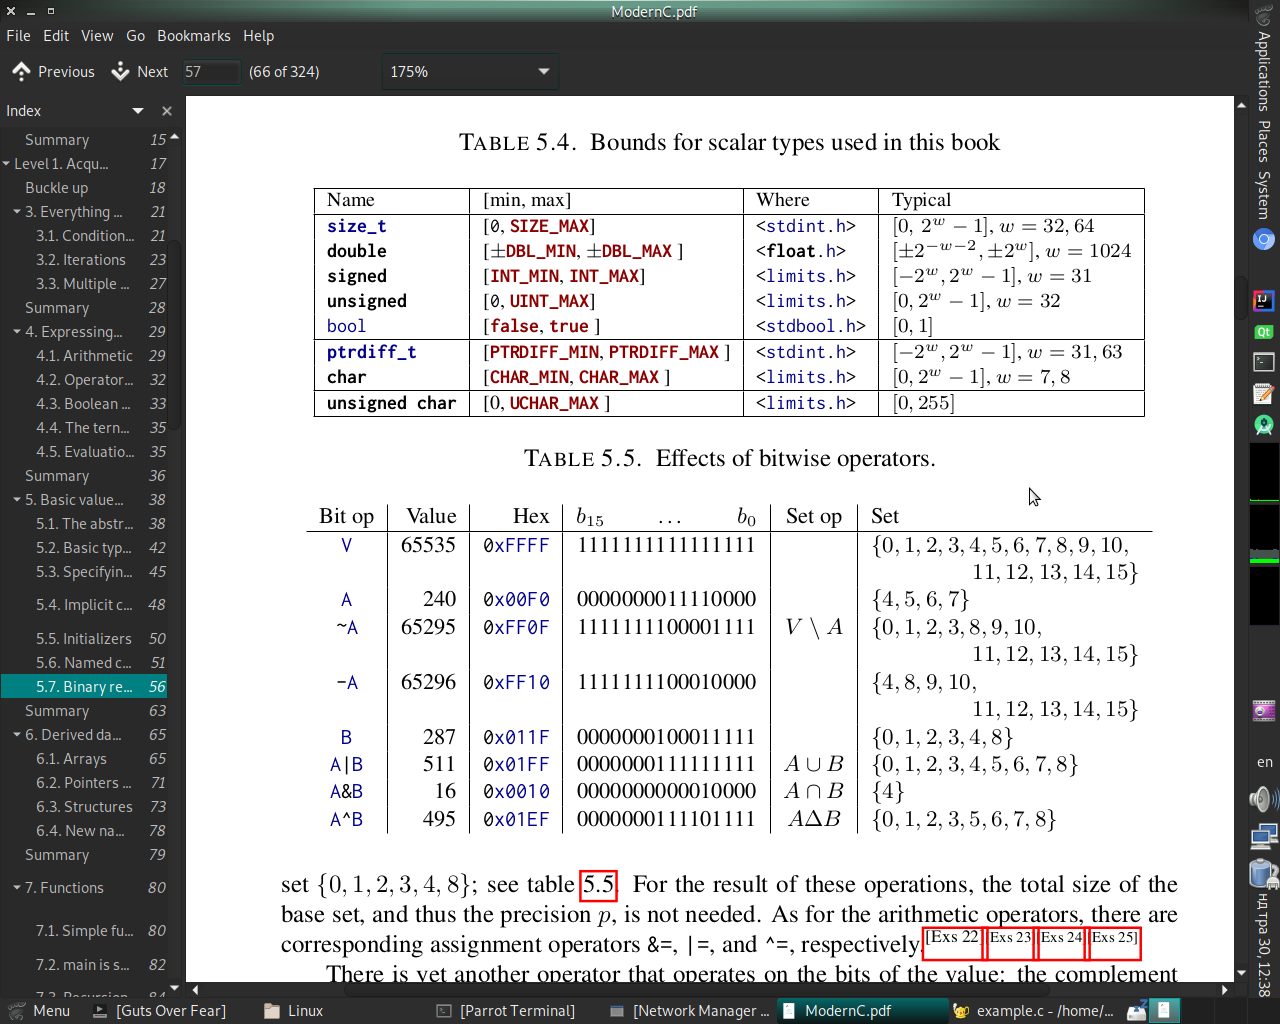 ModernC.pdf
File Edit View Go Bookmarks Help
Previous Next 57 (66 of 324) 175%
Index
Summary 15
Level 1. Acqu... 17
Buckle up 18
3. Everything ... 21
3.1. Condition... 21
3.2. Iterations 23
3.3. Multiple ... 27
Summary 28
4. Expressing... 29
4.1. Arithmetic 29
4.2. Operator... 32
4.3. Boolean ... 33
4.4. The tern... 35
4.5. Evaluatio... 35
Summary 36
5. Basic value... 38
5.1. The abstr... 38
5.2. Basic typ... 42
5.3. Specifyin... 45
5.4. Implicit c... 48
5.5. Initializers 50
5.6. Named c... 51
5.7. Binary re... 56
Summary 63
6. Derived da... 65
6.1. Arrays 65
6.2. Pointers ... 71
6.3. Structures 73
6.4. New na... 78
Summary 79
7. Functions 80
7.1. Simple fu... 80
7.2. main is s... 82
7.3. Recursion 84
TABLE 5.4. Bounds for scalar types used in this book
Name [min, max] Where Typical
size_t [0, SIZE_MAX] <stdint.h> [0, 2^w − 1], w = 32, 64
double [±DBL_MIN, ±DBL_MAX ] <float.h> [±2^−w−2, ±2^w], w = 1024
signed [INT_MIN, INT_MAX] <limits.h> [−2^w, 2^w − 1], w = 31
unsigned [0, UINT_MAX] <limits.h> [0, 2^w − 1], w = 32
bool [false, true ] <stdbool.h> [0, 1]
ptrdiff_t [PTRDIFF_MIN, PTRDIFF_MAX ] <stdint.h> [−2^w, 2^w − 1], w = 31, 63
char [CHAR_MIN, CHAR_MAX ] <limits.h> [0, 2^w − 1], w = 7, 8
unsigned char [0, UCHAR_MAX ] <limits.h> [0, 255]
TABLE 5.5. Effects of bitwise operators.
Bit op Value Hex b15 ... b0 Set op Set
V 65535 0xFFFF 1111111111111111 {0, 1, 2, 3, 4, 5, 6, 7, 8, 9, 10,
11, 12, 13, 14, 15}
A 240 0x00F0 0000000011110000 {4, 5, 6, 7}
~A 65295 0xFF0F 1111111100001111 V \ A {0, 1, 2, 3, 8, 9, 10,
11, 12, 13, 14, 15}
-A 65296 0xFF10 1111111100010000 {4, 8, 9, 10,
11, 12, 13, 14, 15}
B 287 0x011F 0000000100011111 {0, 1, 2, 3, 4, 8}
A|B 511 0x01FF 0000000111111111 A ∪ B {0, 1, 2, 3, 4, 5, 6, 7, 8}
A&B 16 0x0010 0000000000010000 A ∩ B {4}
A^B 495 0x01EF 0000000111101111 AΔB {0, 1, 2, 3, 5, 6, 7, 8}
set {0, 1, 2, 3, 4, 8}; see table 5.5. For the result of these operations, the total size of the
base set, and thus the precision p, is not needed. As for the arithmetic operators, there are
corresponding assignment operators &=, |=, and ^=, respectively.[Exs 22][Exs 23][Exs 24][Exs 25]
There is yet another operator that operates on the bits of the value: the complement
Applications Places System
IJ
Qt
en
нд тра 30, 12:38
Menu [Guts Over Fear] Linux [Parrot Terminal] [Network Manager ... ModernC.pdf example.c - /home/...